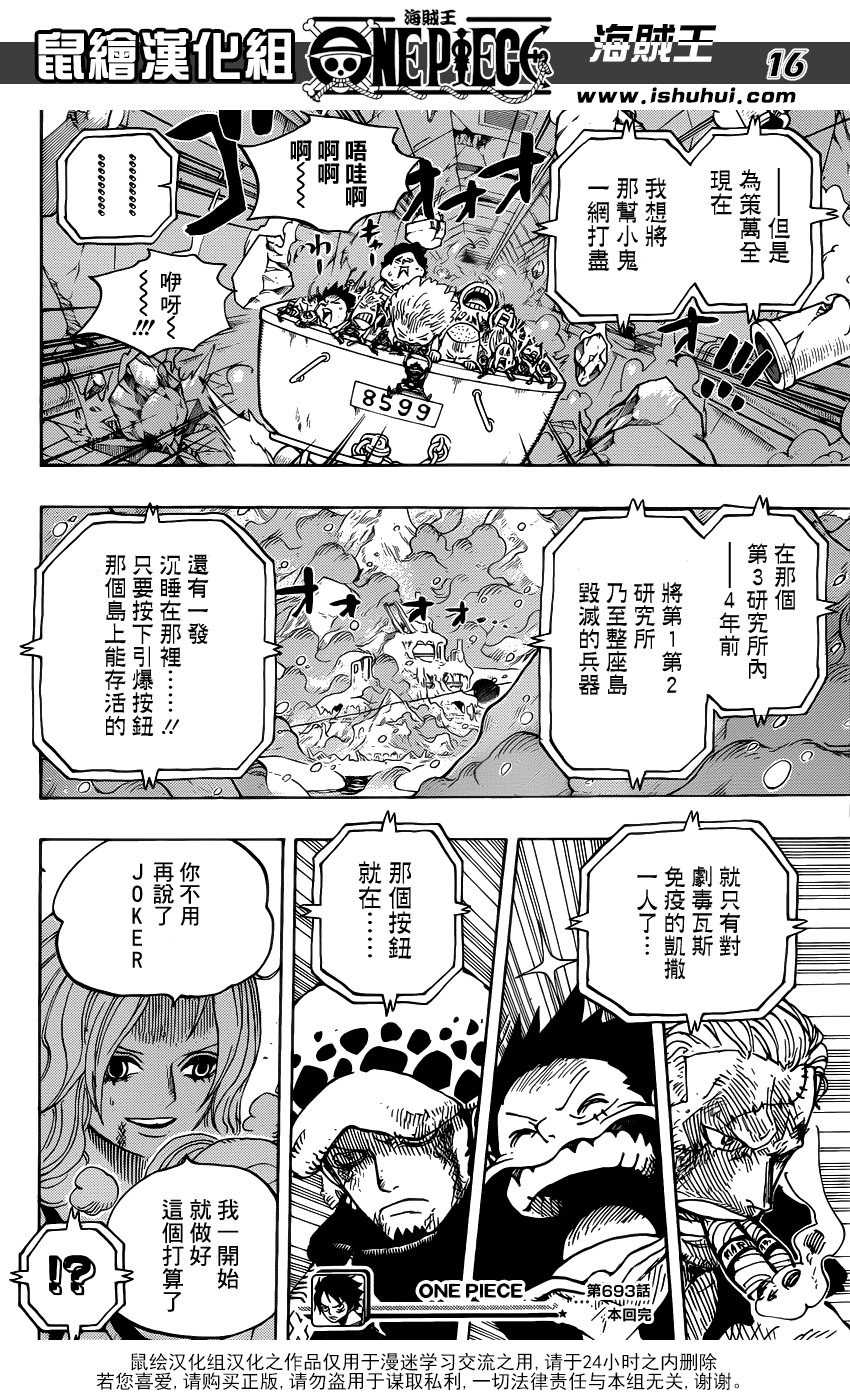 鼠繪漢化組
海賊王
ONE PIECE
海賊王
16
www.ishuhui.com
——但是
為策萬全
現在
我想將
那幫小鬼
一網打盡
唔哇啊
啊啊
啊～
咿呀～
～～!!!
8599
在那個
第3研究所內
——4年前
將第1第2
研究所
乃至整座島
毀滅的兵器
還有一發
沉睡在那裡……!!
只要按下引爆按鈕
那個島上能存活的
就只有對
劇毒瓦斯
免疫的凱撒
一人了…
那個按鈕
就在……
你不用
再說了
JOKER
我一開始
就做好
這個打算了
!?
ONE PIECE
第693話
本回完
鼠绘汉化组汉化之作品仅用于漫迷学习交流之用, 请于24小时之内删除
若您喜爱, 请购买正版, 请勿盗用于谋取私利, 一切法律责任与本组无关, 谢谢。